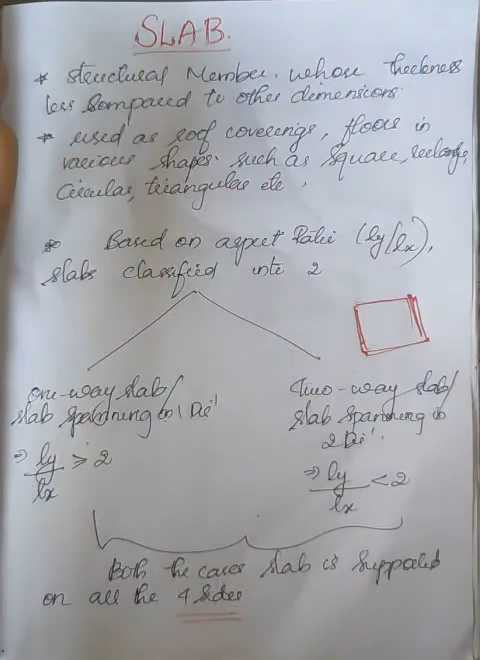 SLAB.
* Structural Member, whose thickness
less Compared to other dimensions.
* used as roof coverings, floors in
various shapes such as Square, rectangle,
Circular, triangular etc.
* Based on aspect Ratio (ly/lx),
slabs classified into 2
One-way slab/
slab spanning in 1 Di'
⇒ ly/lx > 2
Two-way slab/
slab spanning in
2 Di'.
⇒ ly/lx < 2
Both the cases slab is Supported
on all the 4 sides